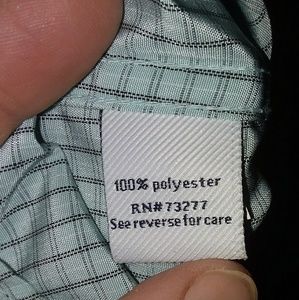 100% polyester
RN# 73277
See reverse for care